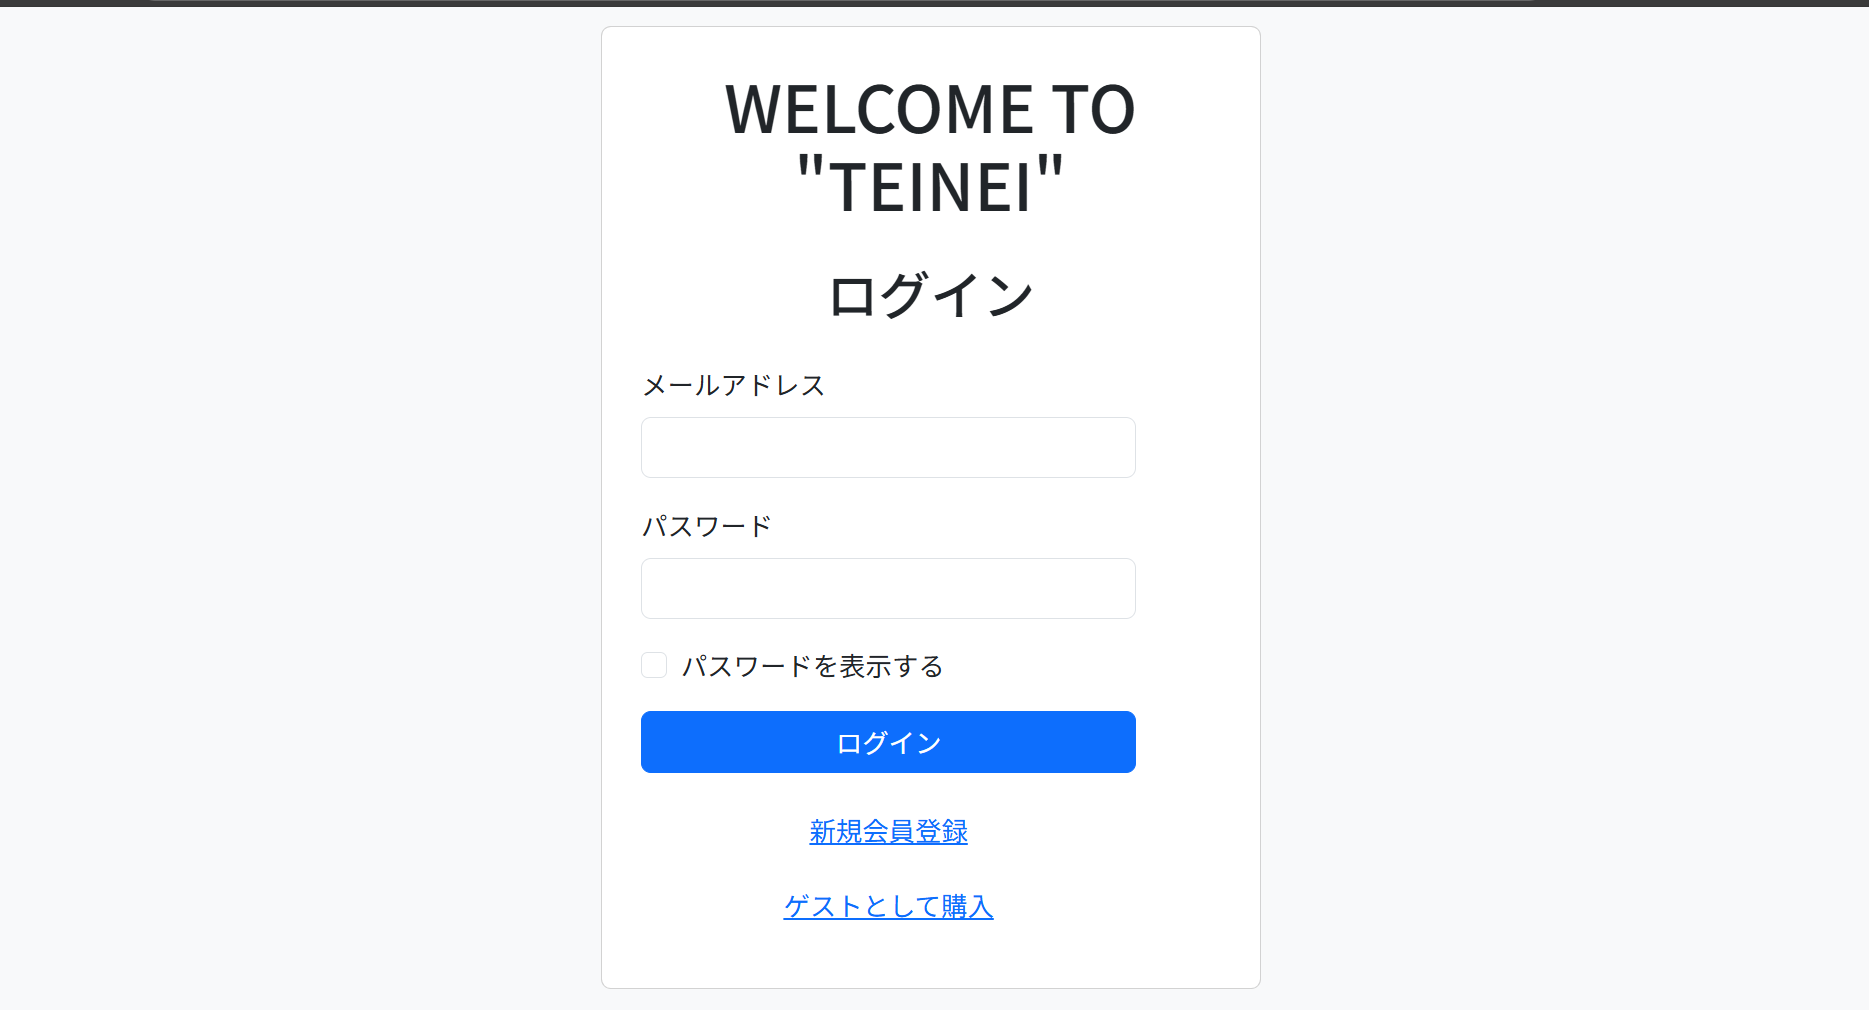 WELCOME TO
"TEINEI"
ログイン
メールアドレス
パスワード
パスワードを表示する
ログイン
新規会員登録
ゲストとして購入